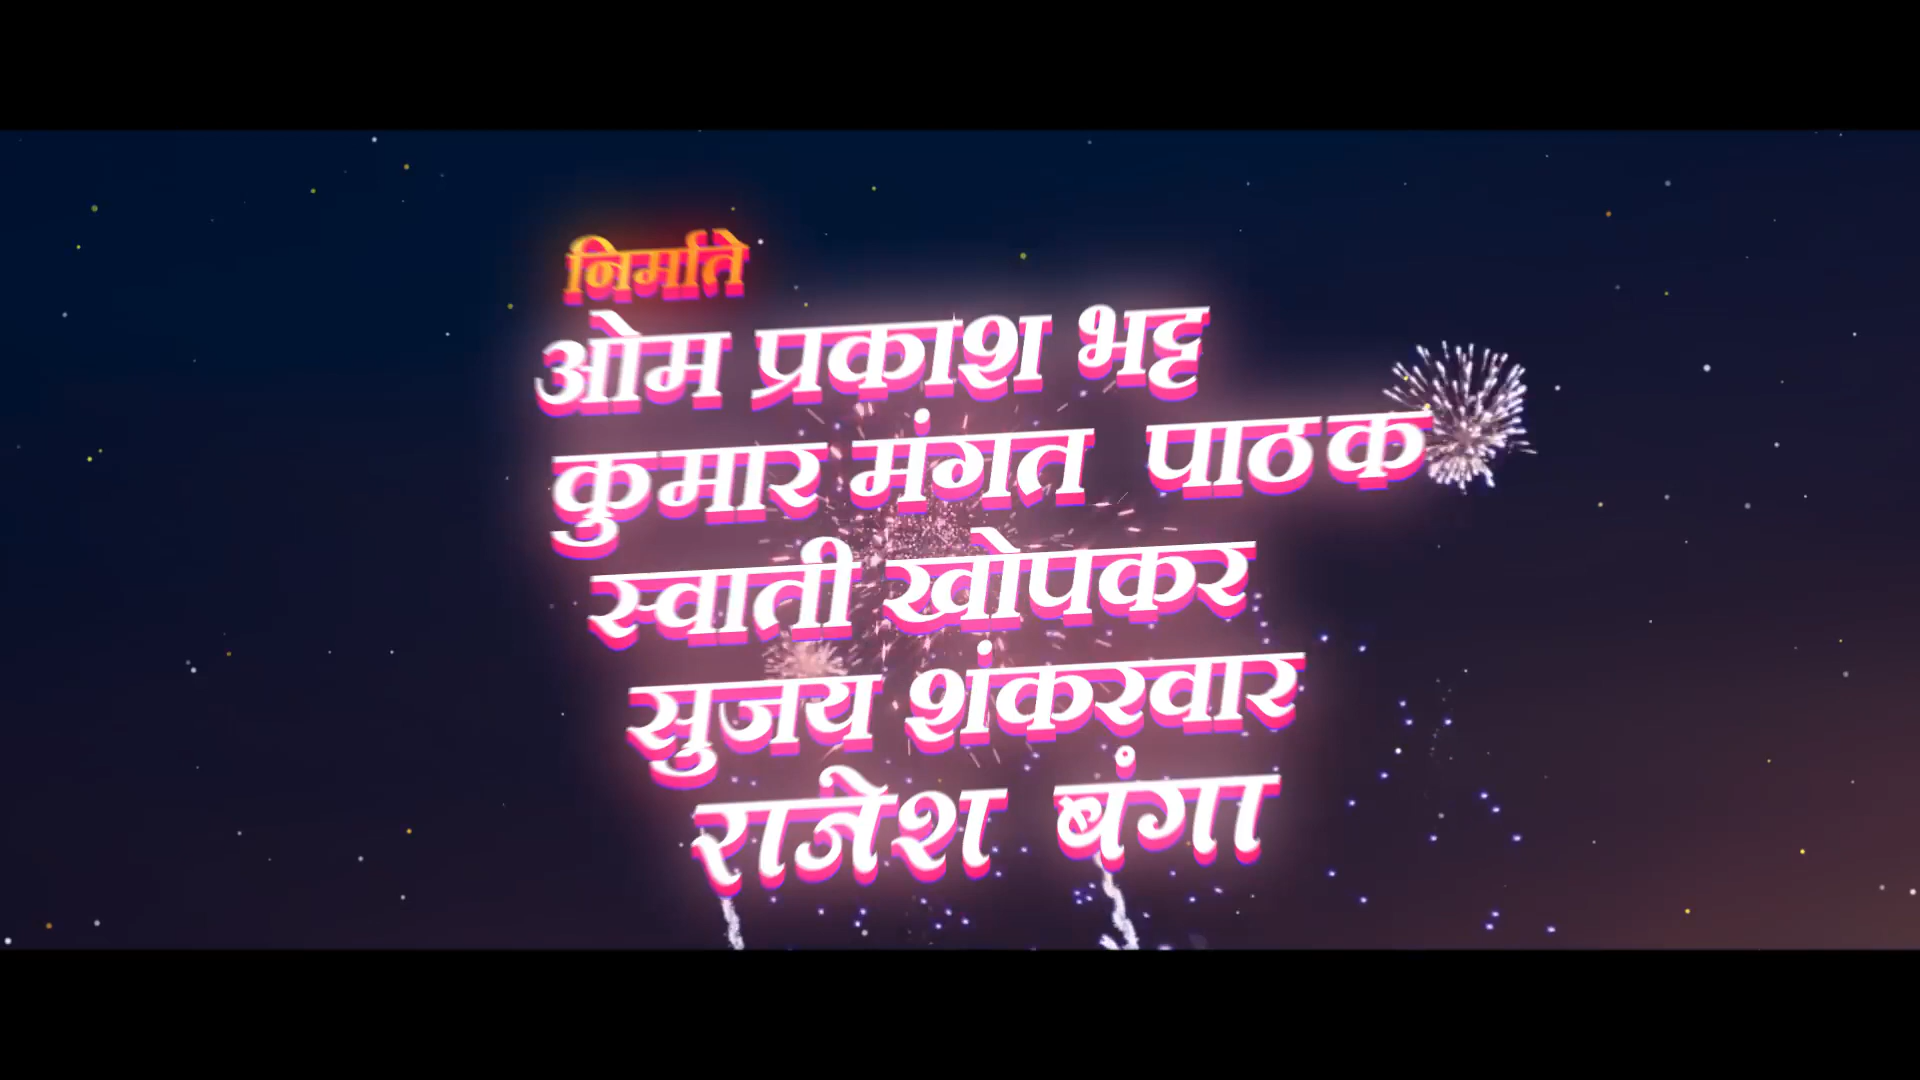 निर्माते
ओम प्रकाश भट्ट
कुमार मंगत पाठक
स्वाती खोपकर
सुजय शंकरवार
राजेश बंगा